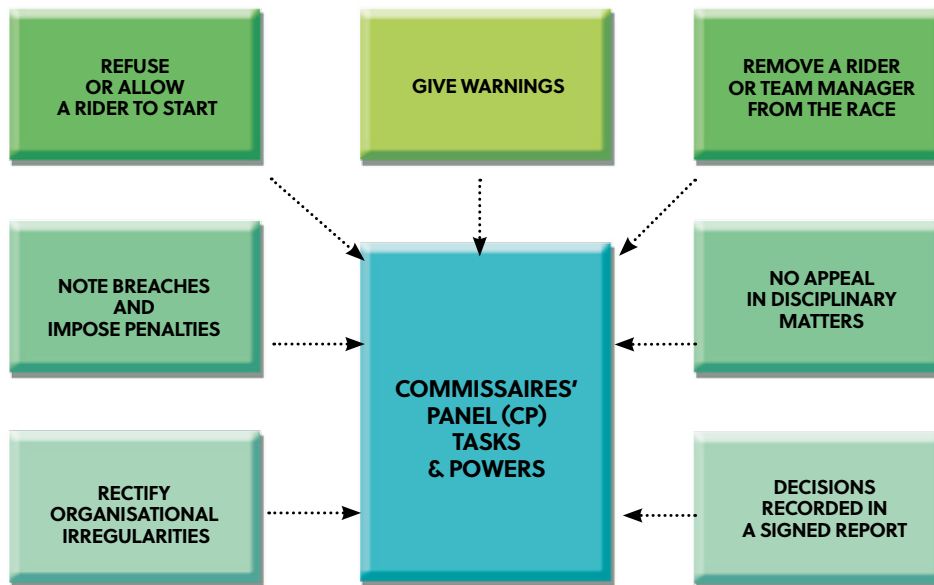 REFUSE
OR ALLOW
A RIDER TO START
GIVE WARNINGS
REMOVE A RIDER
OR TEAM MANAGER
FROM THE RACE
NOTE BREACHES
AND
IMPOSE PENALTIES
NO APPEAL
IN DISCIPLINARY
MATTERS
COMMISSAIRES’
PANEL (CP)
TASKS
& POWERS
RECTIFY
ORGANISATIONAL
IRREGULARITIES
DECISIONS
RECORDED IN
A SIGNED REPORT